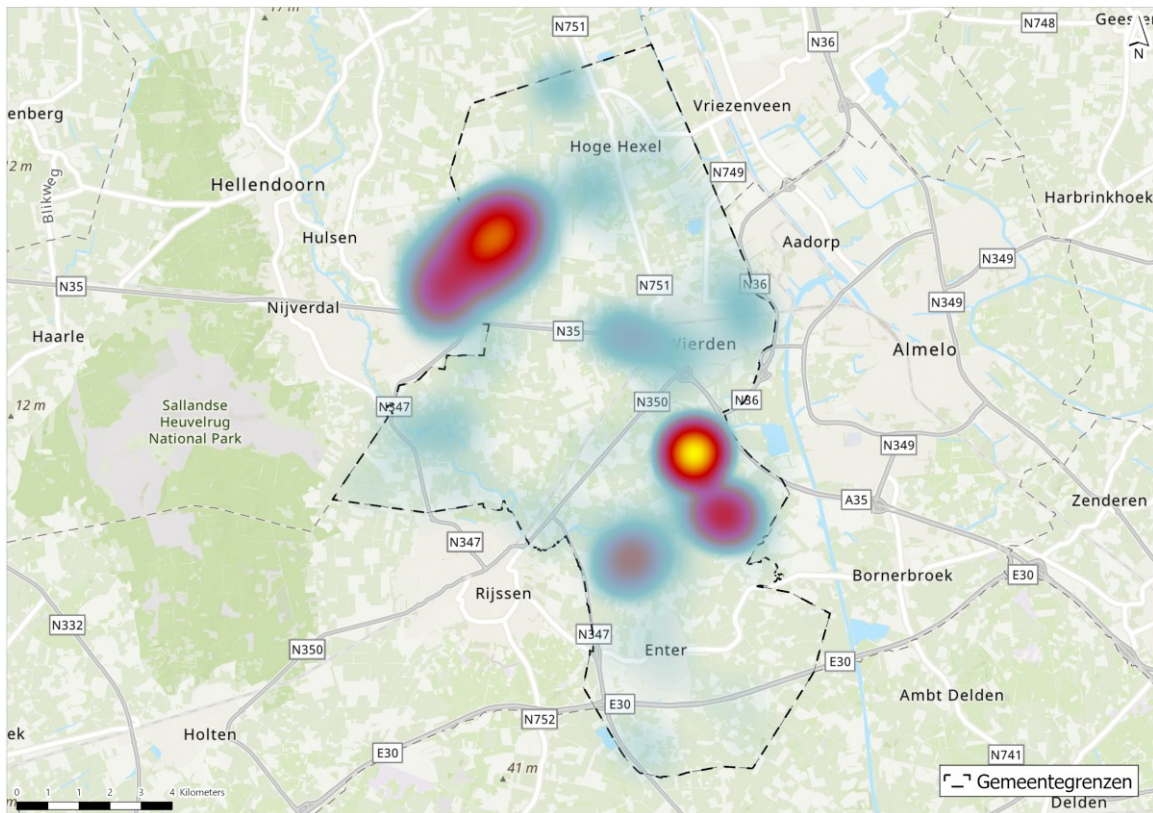 17 m
N751
N748
N36
Geester
N
enberg
Vriezenveen
Hoge Hexel
12 m
N749
Hellendoorn
Blikweg
Harbrinkhoek
Hulsen
Aadorp
N349
N35
N751
N36
N349
Nijverdal
Haarle
N35
Wierden
Almelo
12 m
Sallandse
Heuvelrug
National Park
N347
N350
N36
N349
A35
Zenderen
N347
Bornerbroek
E30
Rijssen
N332
N350
N347
Enter
E30
Ambt Delden
E30
N752
ek
Holten
E30
N741
41 m
Gemeentegrenzen
0 1 1 2 3 4 Kilometers
Delden